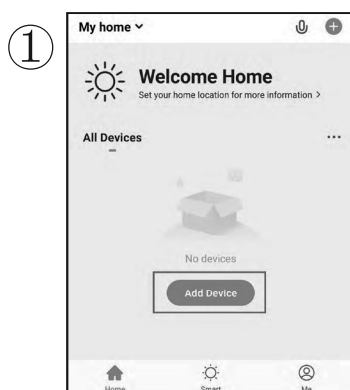 ①
My home
Welcome Home
Set your home location for more information >
All Devices
...
No devices
Add Device
Home
Smart
Me